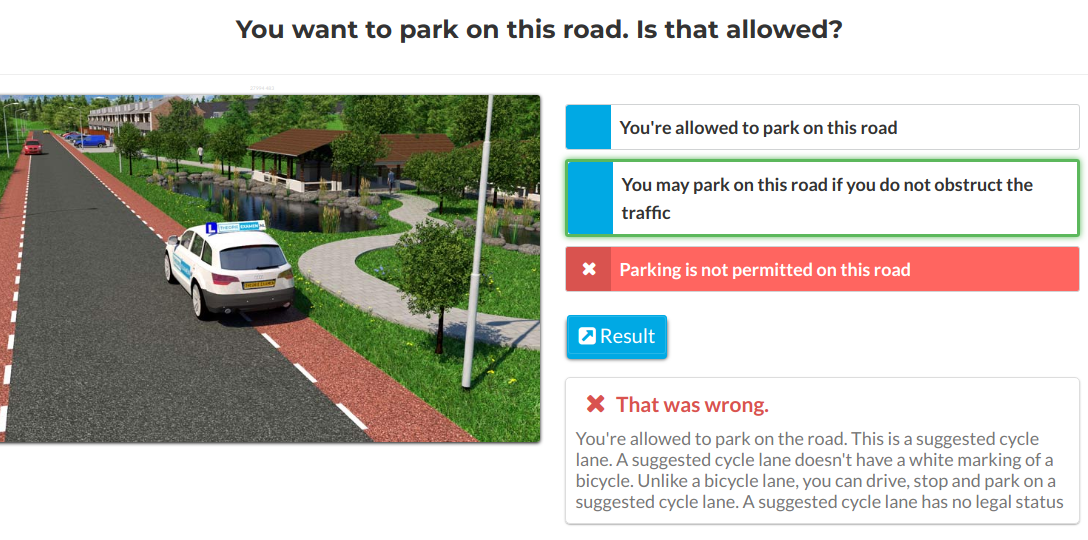 You want to park on this road. Is that allowed?
You're allowed to park on this road
You may park on this road if you do not obstruct the
traffic
Parking is not permitted on this road
Result
That was wrong.
You're allowed to park on the road. This is a suggested cycle
lane. A suggested cycle lane doesn't have a white marking of a
bicycle. Unlike a bicycle lane, you can drive, stop and park on a
suggested cycle lane. A suggested cycle lane has no legal status
L